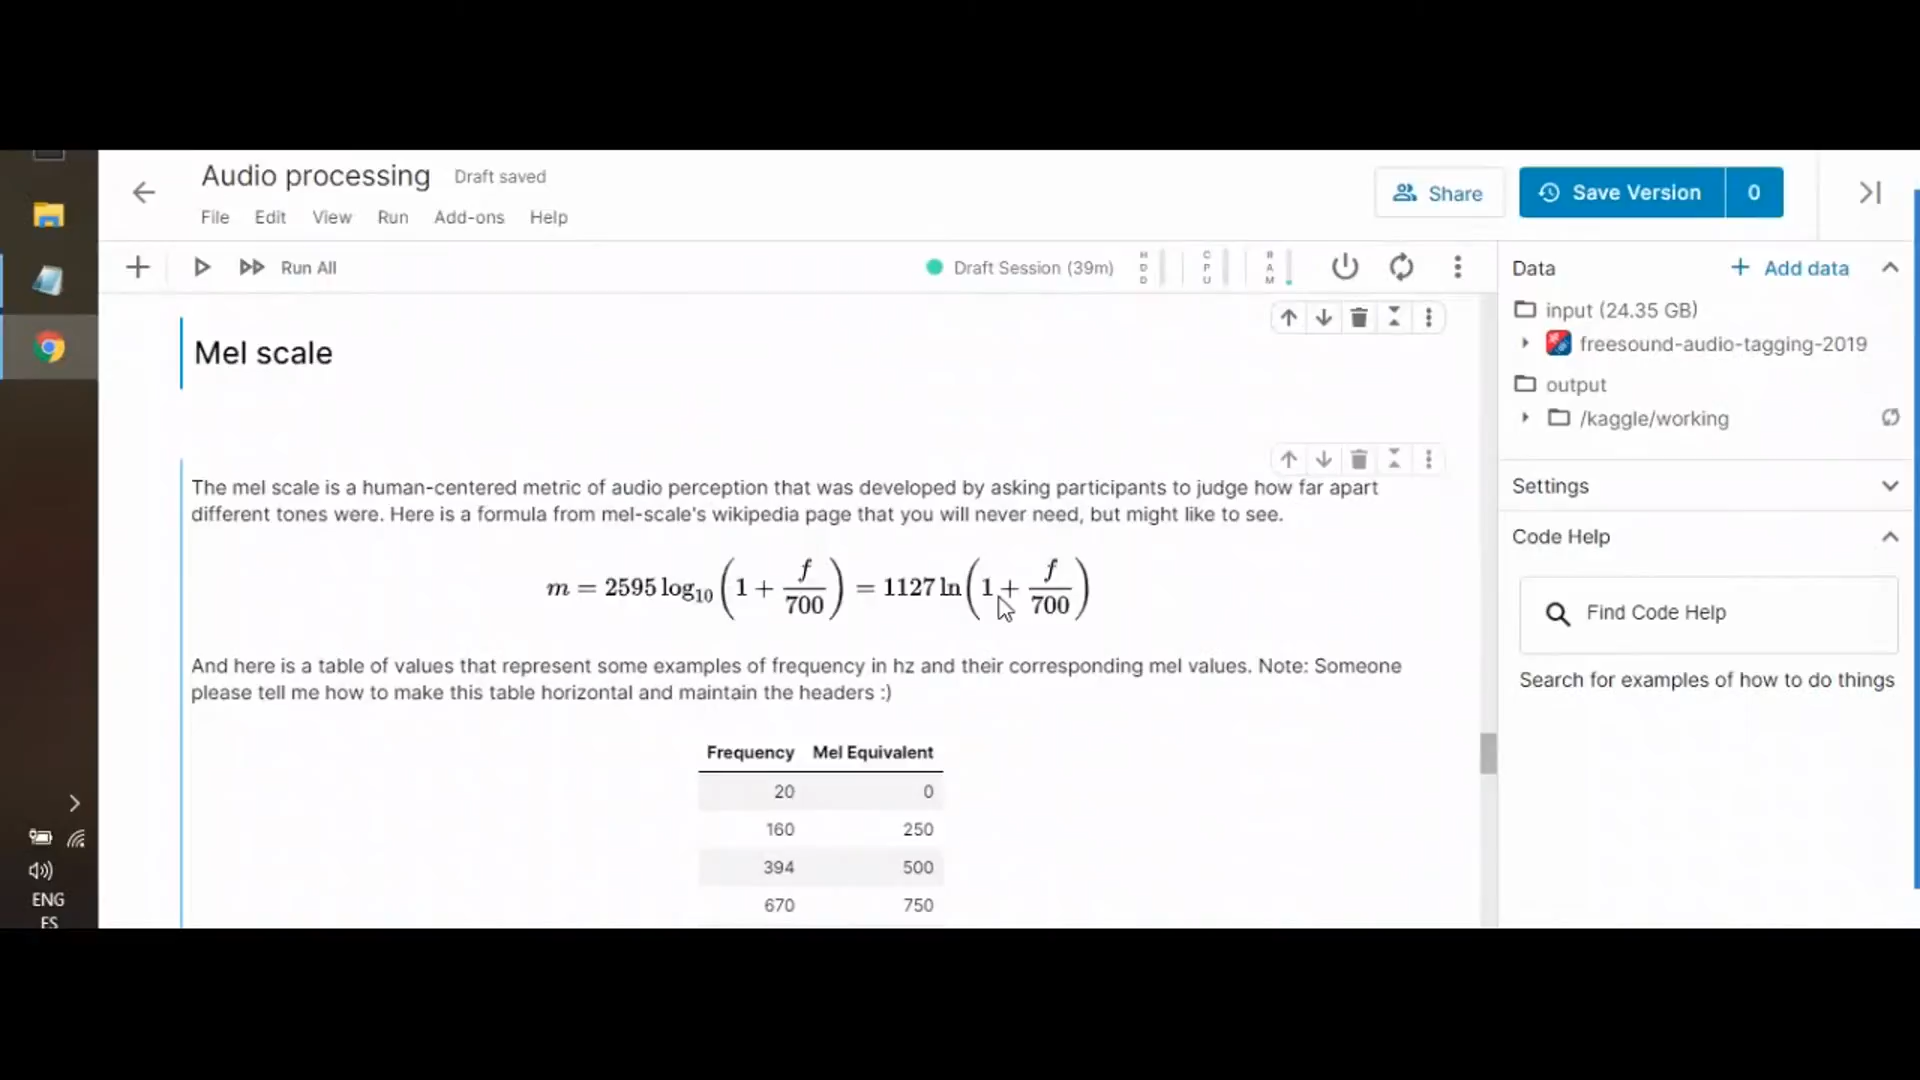 Audio processing Draft saved
File Edit View Run Add-ons Help
Share
Save Version 0
Run All
Draft Session (39m)
HDD
CPU
RAM
Mel scale
The mel scale is a human-centered metric of audio perception that was developed by asking participants to judge how far apart
different tones were. Here is a formula from mel-scale's wikipedia page that you will never need, but might like to see.
m = 2595 log₁₀ (1 + f/700) = 1127 ln (1 + f/700)
And here is a table of values that represent some examples of frequency in hz and their corresponding mel values. Note: Someone
please tell me how to make this table horizontal and maintain the headers :)
Frequency Mel Equivalent
20 0
160 250
394 500
670 750
Data + Add data
input (24.35 GB)
freesound-audio-tagging-2019
output
/kaggle/working
Settings
Code Help
Find Code Help
Search for examples of how to do things
ENG
ES